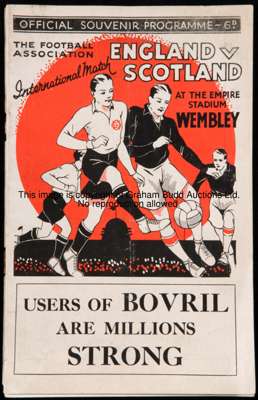 OFFICIAL SOUVENIR PROGRAMME - 6D
THE FOOTBALL
ASSOCIATION
International Match
ENGLAND V
SCOTLAND
AT THE EMPIRE
STADIUM
WEMBLEY
This image is copyright Graham Budd Auctions Ltd.
No reproduction allowed
USERS OF BOVRIL
ARE MILLIONS
STRONG